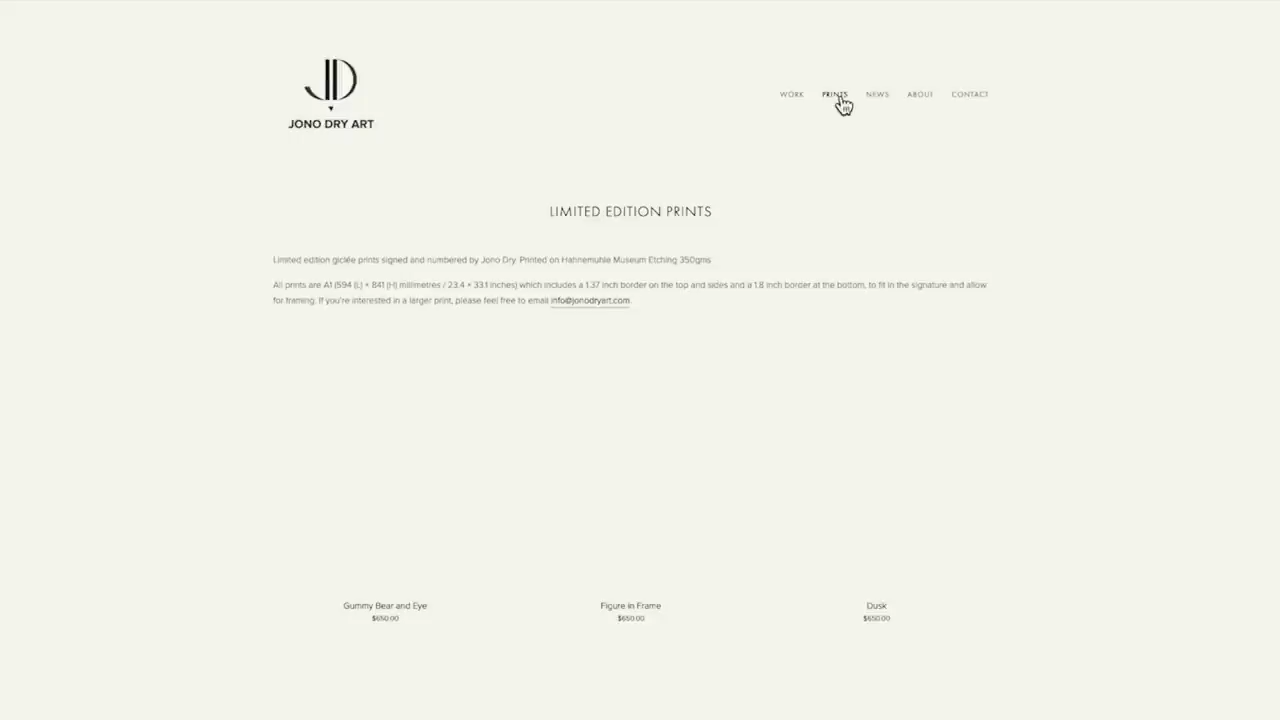 JD
JONO DRY ART
WORK PRINTS NEWS ABOUT CONTACT
LIMITED EDITION PRINTS
Limited edition giclée prints signed and numbered by Jono Dry. Printed on Hahnemuhle Museum Etching 350gms
All prints are A1 (594 (L) × 841 (H) millimetres / 23.4 × 33.1 inches) which includes a 1.37 inch border on the top and sides and a 1.8 inch border at the bottom, to fit in the signature and allow
for framing. If you're interested in a larger print, please feel free to email info@jonodryart.com.
Gummy Bear and Eye Figure in Frame Dusk
$650.00 $650.00 $650.00